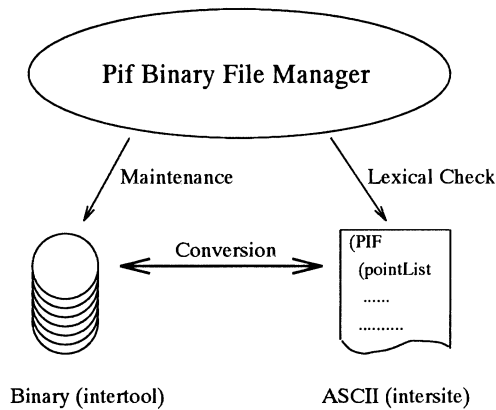 Pif Binary File Manager
Maintenance
Lexical Check
Conversion
(PIF
(pointList
......
..........
Binary (intertool)
ASCII (intersite)